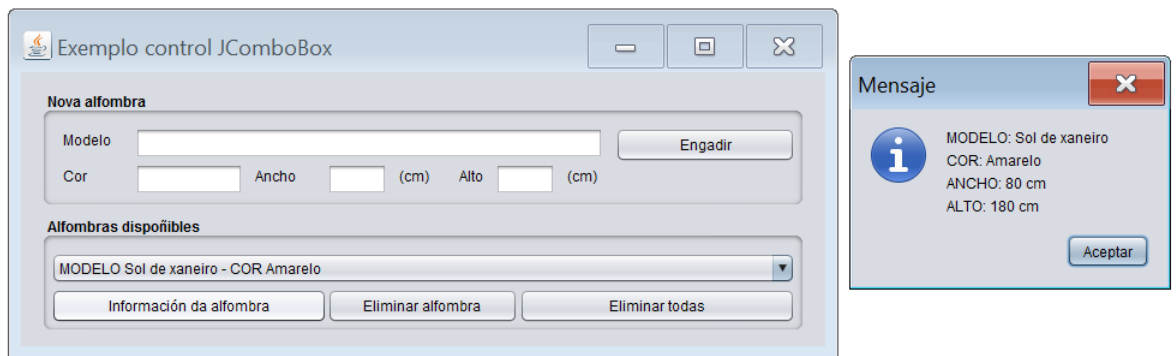 Exemplo control JComboBox
Nova alfombra
Modelo
Engadir
Cor Ancho (cm) Alto (cm)
Alfombras dispoñibles
MODELO Sol de xaneiro - COR Amarelo
Información da alfombra Eliminar alfombra Eliminar todas
Mensaje
MODELO: Sol de xaneiro
COR: Amarelo
ANCHO: 80 cm
ALTO: 180 cm
Aceptar